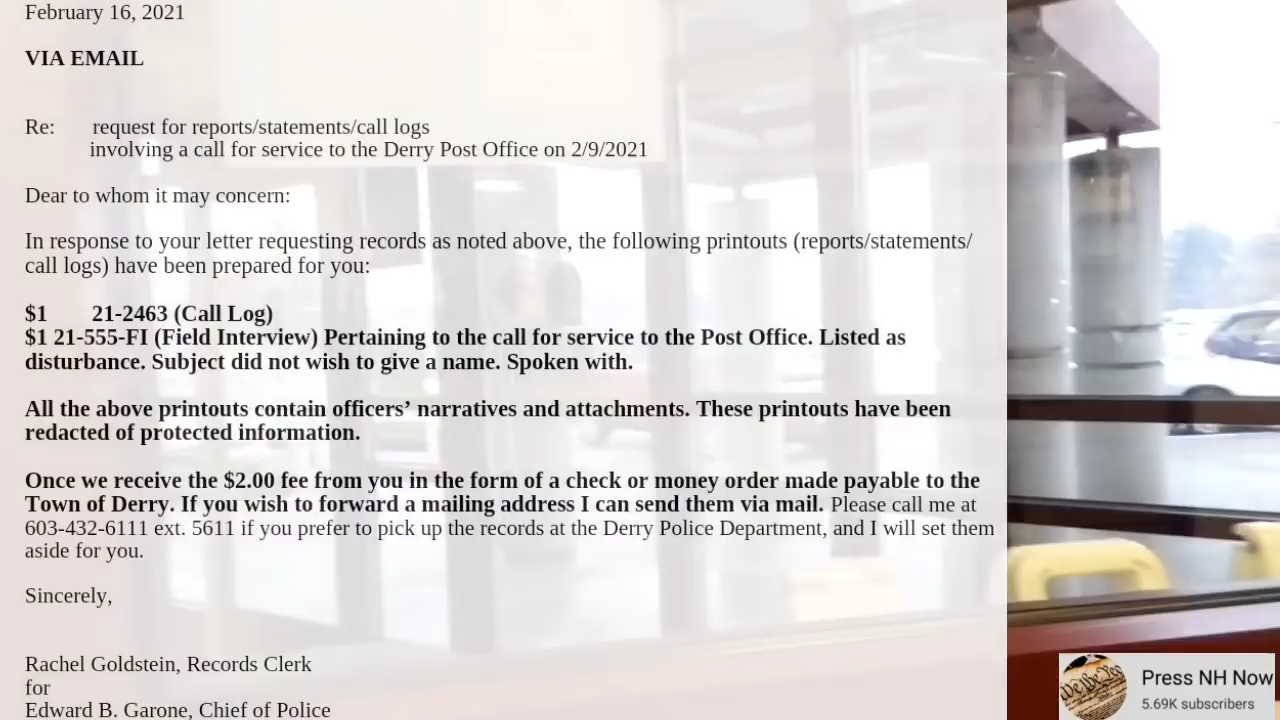 February 16, 2021
VIA EMAIL
Re: request for reports/statements/call logs
involving a call for service to the Derry Post Office on 2/9/2021
Dear to whom it may concern:
In response to your letter requesting records as noted above, the following printouts (reports/statements/
call logs) have been prepared for you:
$1 21-2463 (Call Log)
$1 21-555-FI (Field Interview) Pertaining to the call for service to the Post Office. Listed as
disturbance. Subject did not wish to give a name. Spoken with.
All the above printouts contain officers’ narratives and attachments. These printouts have been
redacted of protected information.
Once we receive the $2.00 fee from you in the form of a check or money order made payable to the
Town of Derry. If you wish to forward a mailing address I can send them via mail. Please call me at
603-432-6111 ext. 5611 if you prefer to pick up the records at the Derry Police Department, and I will set them
aside for you.
Sincerely,
Rachel Goldstein, Records Clerk
for
Edward B. Garone, Chief of Police
We the Peo
Press NH Now
5.69K subscribers